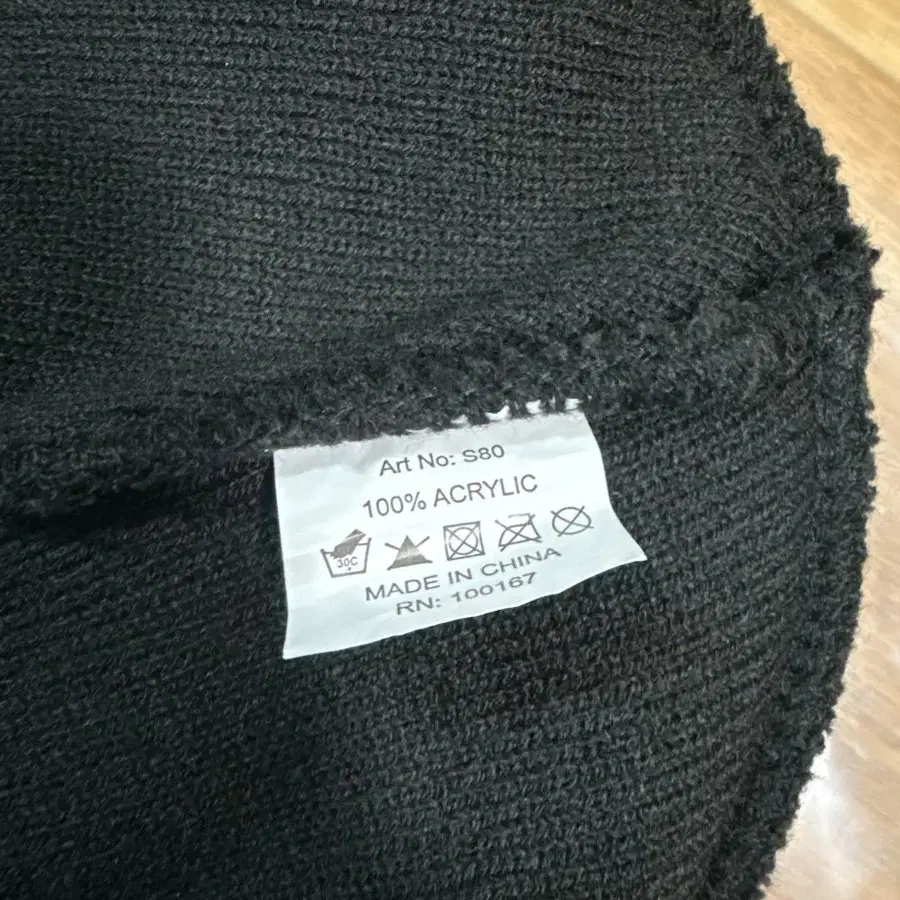 Art No: S80
100% ACRYLIC
30C
MADE IN CHINA
RN: 100167